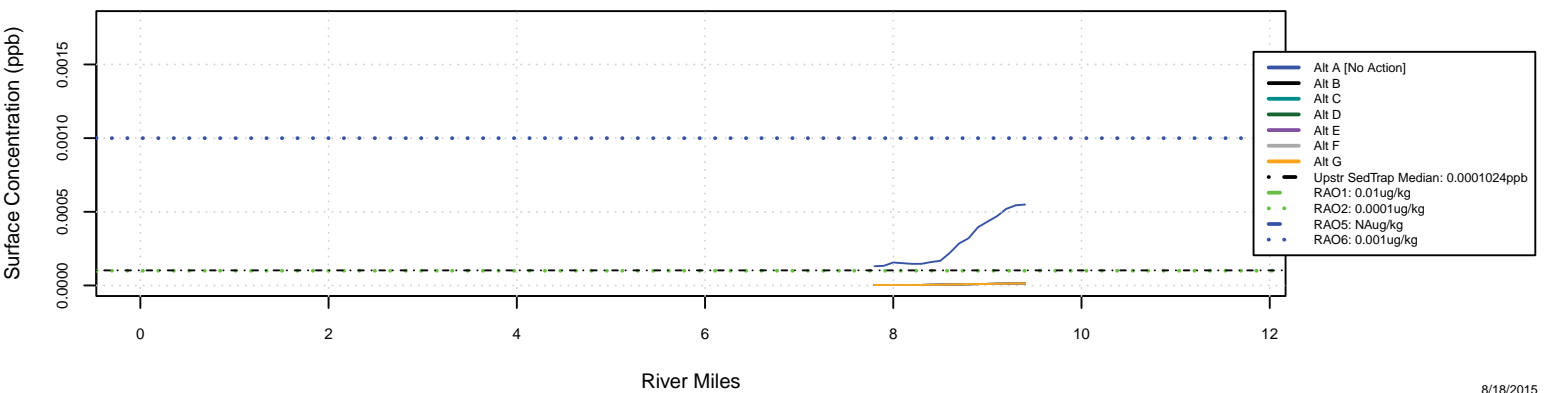 Surface Concentration (ppb)
0.0015
0.0010
0.0005
0.0000
0 2 4 6 8 10 12
River Miles
Alt A [No Action]
Alt B
Alt C
Alt D
Alt E
Alt F
Alt G
Upstr SedTrap Median: 0.0001024ppb
RAO1: 0.01ug/kg
RAO2: 0.0001ug/kg
RAO5: NAug/kg
RAO6: 0.001ug/kg
8/18/2015